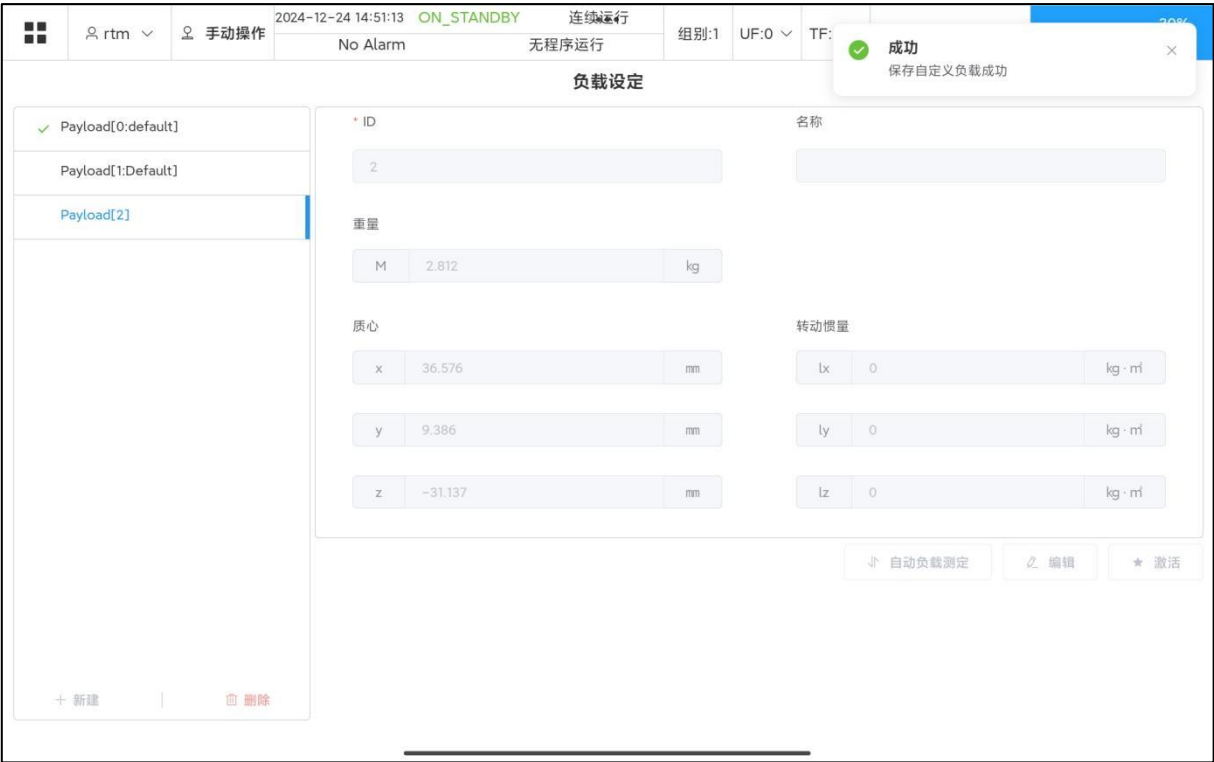 rtm
手动操作
2024-12-24 14:51:13 ON_STANDBY 连续运行
No Alarm 无程序运行
组别:1
UF:0
TF:
成功
保存自定义负载成功
负载设定
Payload[0:default]
Payload[1:Default]
Payload[2]
新建
删除
* ID
2
名称
重量
M 2.812 kg
质心
x 36.576 mm
y 9.386 mm
z -31.137 mm
转动惯量
lx 0 kg·㎡
ly 0 kg·㎡
lz 0 kg·㎡
自动负载测定
编辑
激活